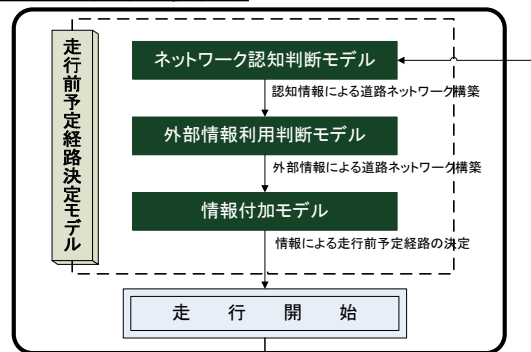 走行前予定経路決定モデル
ネットワーク認知判断モデル
認知情報による道路ネットワーク構築
外部情報利用判断モデル
外部情報による道路ネットワーク構築
情報付加モデル
情報による走行前予定経路の決定
走行開始